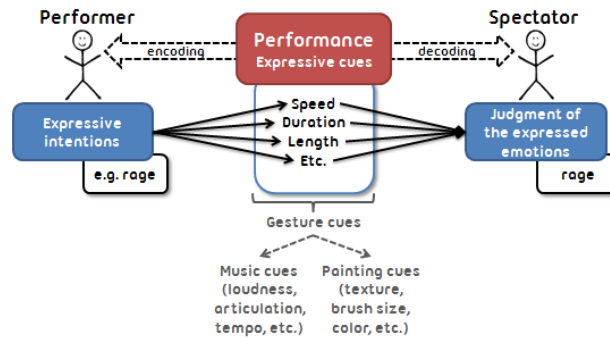 Performer
Spectator
encoding
Performance
Expressive cues
decoding
Expressive
intentions
e.g. rage
Speed
Duration
Length
Etc.
Judgment of
the expressed
emotions
rage
Gesture cues
Music cues
(loudness,
articulation,
tempo, etc.)
Painting cues
(texture,
brush size,
color, etc.)